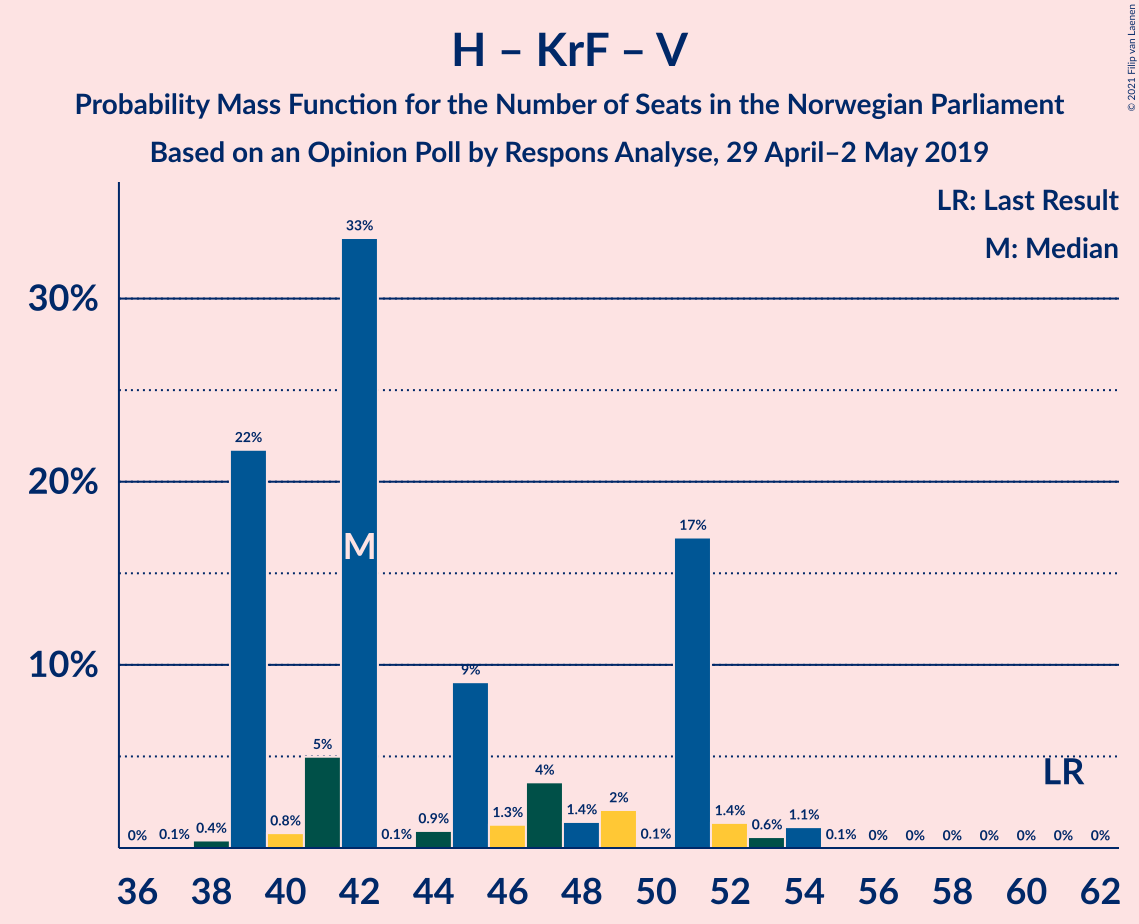 H – KrF – V
Probability Mass Function for the Number of Seats in the Norwegian Parliament
Based on an Opinion Poll by Respons Analyse, 29 April–2 May 2019
© 2021 Filip van Laenen
LR: Last Result
M: Median
30%
20%
10%
0% 0.1% 0.4% 22% 0.8% 5% 33% 0.1% 0.9% 9% 1.3% 4% 1.4% 2% 0.1% 17% 1.4% 0.6% 1.1% 0.1% 0% 0% 0% 0% 0% 0% 0%
M
LR
36 38 40 42 44 46 48 50 52 54 56 58 60 62